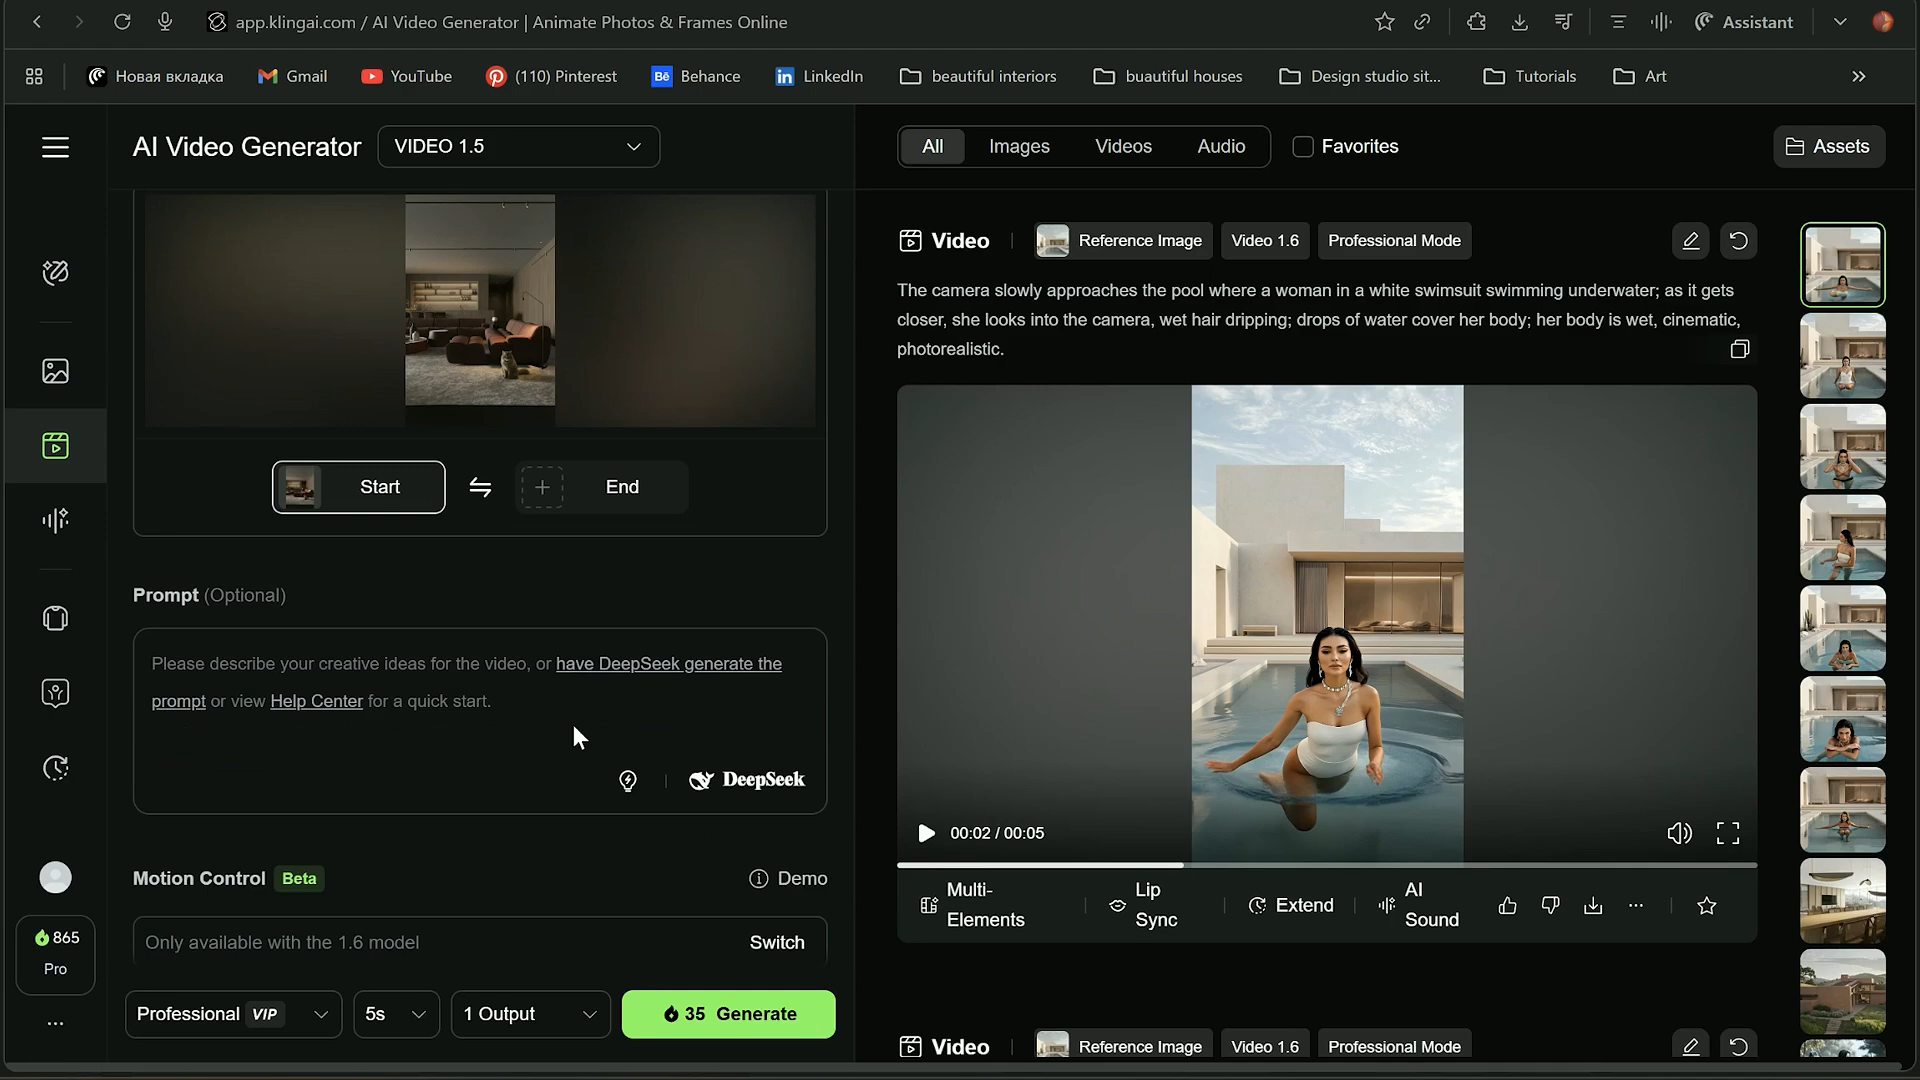 app.klingai.com / AI Video Generator | Animate Photos & Frames Online
Assistant
Новая вкладка
Gmail
YouTube
(110) Pinterest
Bē Behance
in LinkedIn
beautiful interiors
buautiful houses
Design studio sit...
Tutorials
Art
AI Video Generator
VIDEO 1.5
All
Images
Videos
Audio
Favorites
Assets
Video
Reference Image
Video 1.6
Professional Mode
The camera slowly approaches the pool where a woman in a white swimsuit swimming underwater; as it gets
closer, she looks into the camera, wet hair dripping; drops of water cover her body; her body is wet, cinematic,
photorealistic.
Start
End
Prompt (Optional)
Please describe your creative ideas for the video, or have DeepSeek generate the
prompt or view Help Center for a quick start.
DeepSeek
00:02 / 00:05
Multi-
Elements
Lip
Sync
Extend
AI
Sound
Motion Control
Beta
Demo
Only available with the 1.6 model
Switch
865
Pro
Professional
VIP
5s
1 Output
35 Generate
Video
Reference Image
Video 1.6
Professional Mode